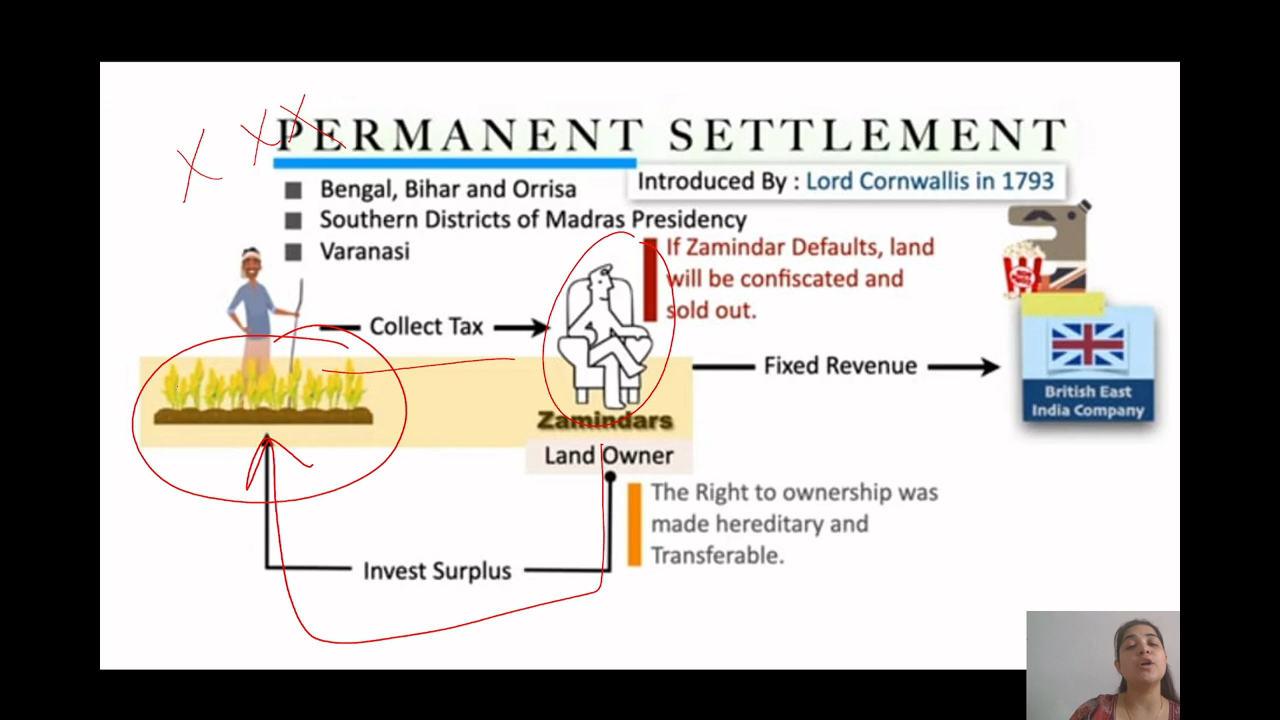 PERMANENT SETTLEMENT
Introduced By : Lord Cornwallis in 1793
Bengal, Bihar and Orrisa
Southern Districts of Madras Presidency
Varanasi
If Zamindar Defaults, land
will be confiscated and
sold out.
Collect Tax
Fixed Revenue
British East
India Company
Zamindars
Land Owner
The Right to ownership was
made hereditary and
Transferable.
Invest Surplus